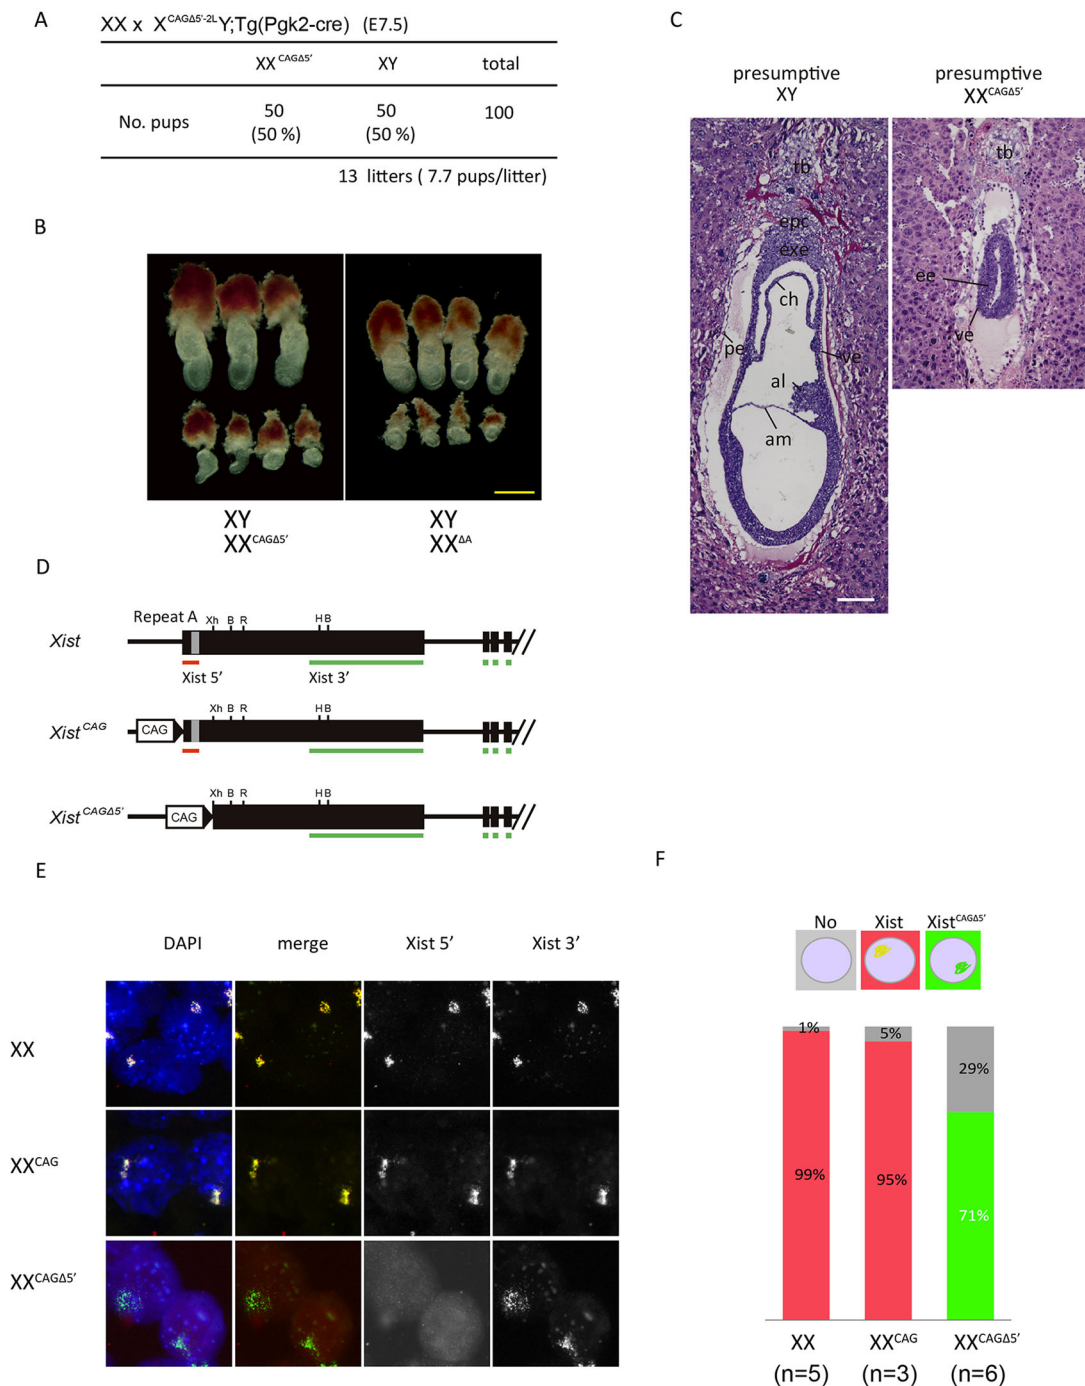 A
XX x X^CAGΔ5'-2L Y;Tg(Pgk2-cre) (E7.5)
XX^CAGΔ5' XY total
No. pups 50 (50 %) 50 (50 %) 100
13 litters ( 7.7 pups/litter)
B
XY XY
XX^CAGΔ5' XX^ΔA
C
presumptive XY
presumptive XX^CAGΔ5'
tb
epc
exe
ch
pe
ve
al
am
tb
ee
ve
D
Repeat A Xh B R H B
Xist
Xist 5' Xist 3'
Xist^CAG CAG Xh B R H B
Xist^CAGΔ5' CAG Xh B R H B
E
DAPI merge Xist 5' Xist 3'
XX
XX^CAG
XX^CAGΔ5'
F
No Xist Xist^CAGΔ5'
1% 5% 29%
99% 95% 71%
XX XX^CAG XX^CAGΔ5'
(n=5) (n=3) (n=6)